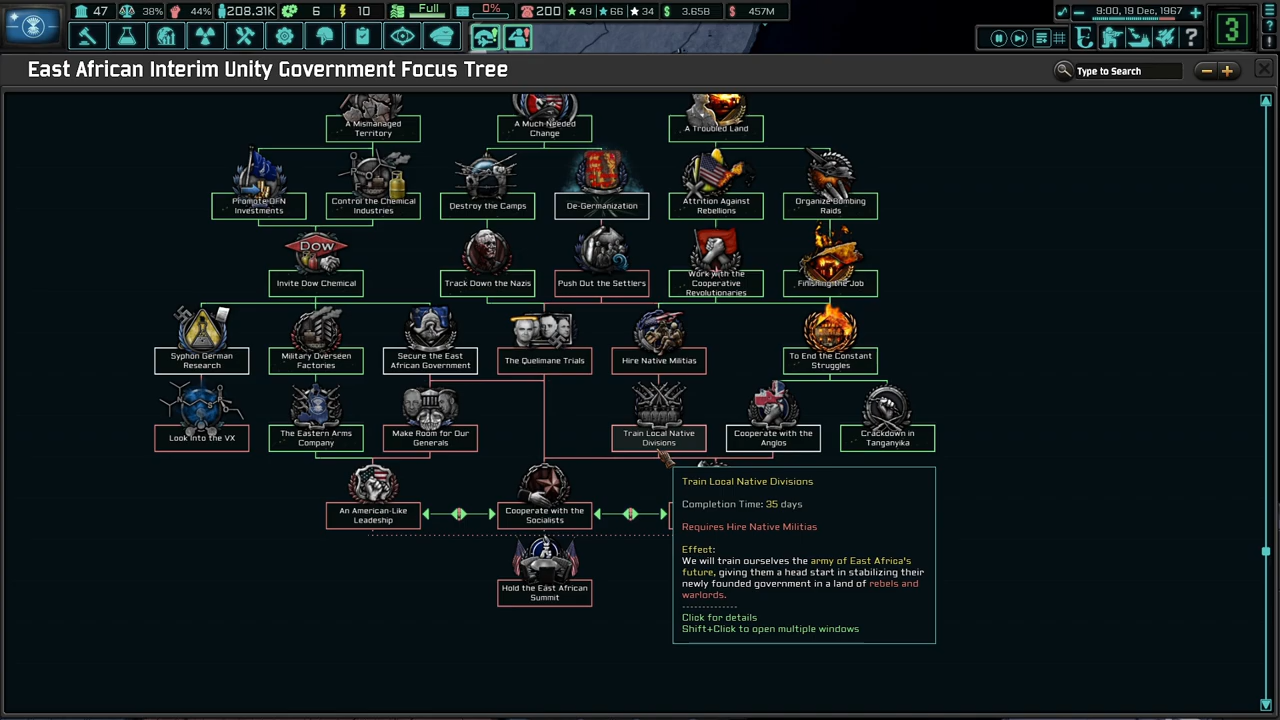 47 38% 44% 208.31K 6 10 Full 0% 200 49 66 34 $ 3.65B $ 457M
9:00, 19 Dec, 1967
3
East African Interim Unity Government Focus Tree
Type to Search
A Mismanaged
Territory
A Much Needed
Change
A Troubled Land
Promote OFN
Investments
Control the Chemical
Industries
Destroy the Camps
De-Germanization
Attrition Against
Rebellions
Organize Bombing
Raids
DOW
Invite Dow Chemical
Track Down the Nazis
Push Out the Settlers
Work With the
Cooperative
Revolutionaries
Finishing the Job
Syphon German
Research
Military Overseen
Factories
Secure the East
African Government
The Quelimane Trials
Hire Native Militias
To End the Constant
Struggles
Look Into the VX
The Eastern Arms
Company
Make Room for Our
Generals
Train Local Native
Divisions
Cooperate with the
Anglos
Crackdown in
Tanganyika
An American-Like
Leadership
Cooperate with the
Socialists
Hold the East African
Summit
Train Local Native Divisions
Completion Time: 35 days
Requires Hire Native Militias
Effect:
We will train ourselves the army of East Africa's
future, giving them a head start in stabilizing their
newly founded government in a land of rebels and
warlords.
--------------
Click for details
Shift+Click to open multiple windows